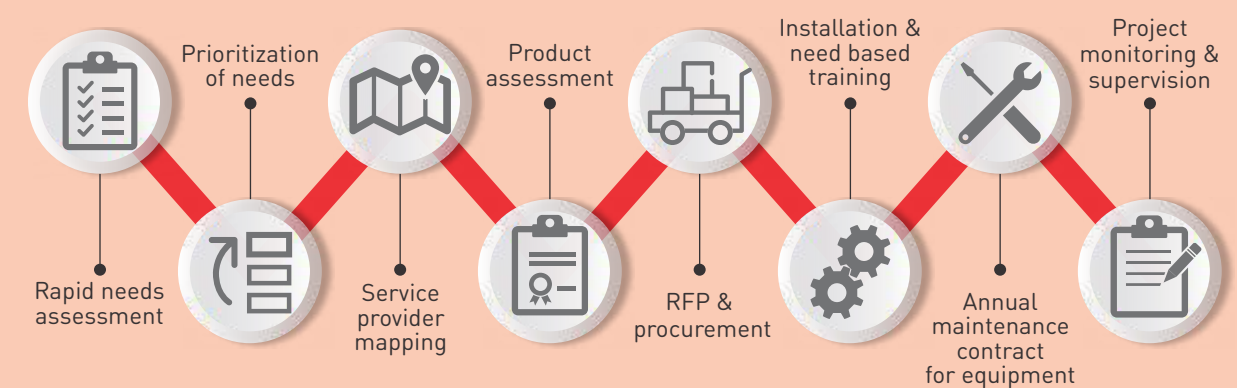 Rapid needs
assessment
Prioritization
of needs
Service
provider
mapping
Product
assessment
RFP &
procurement
Installation &
need based
training
Annual
maintenance
contract
for equipment
Project
monitoring &
supervision